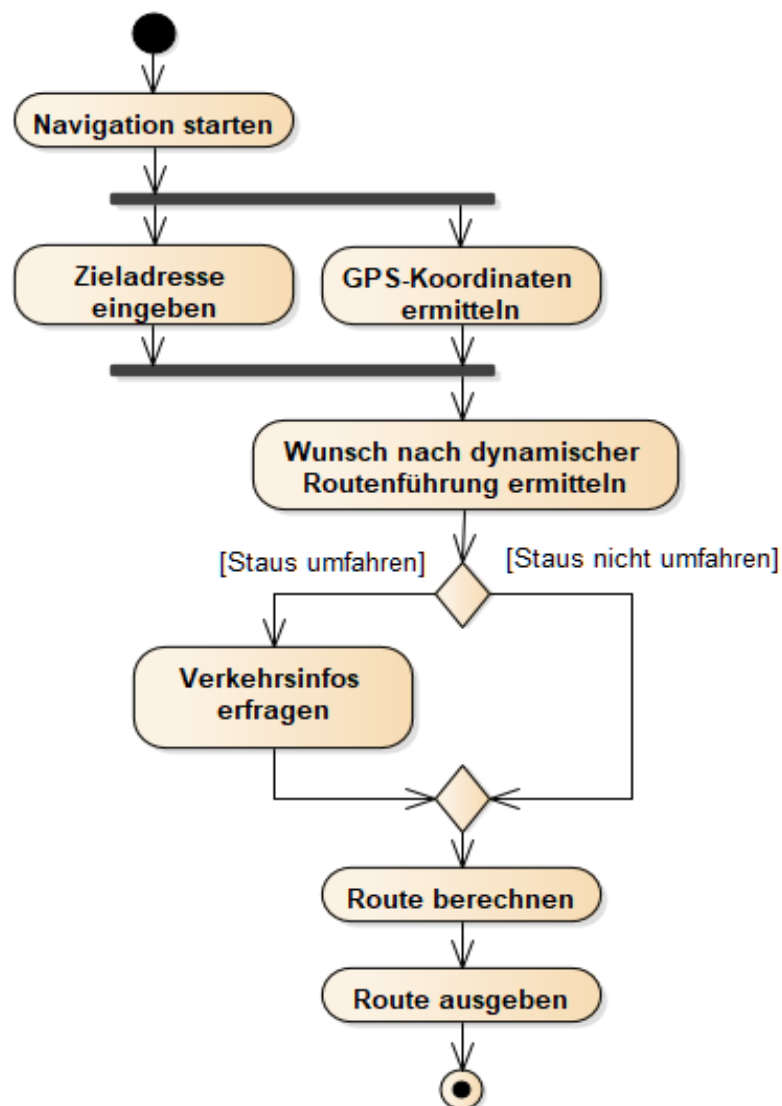 Navigation starten
Zieladresse
eingeben
GPS-Koordinaten
ermitteln
Wunsch nach dynamischer
Routenführung ermitteln
[Staus umfahren]
[Staus nicht umfahren]
Verkehrsinfos
erfragen
Route berechnen
Route ausgeben